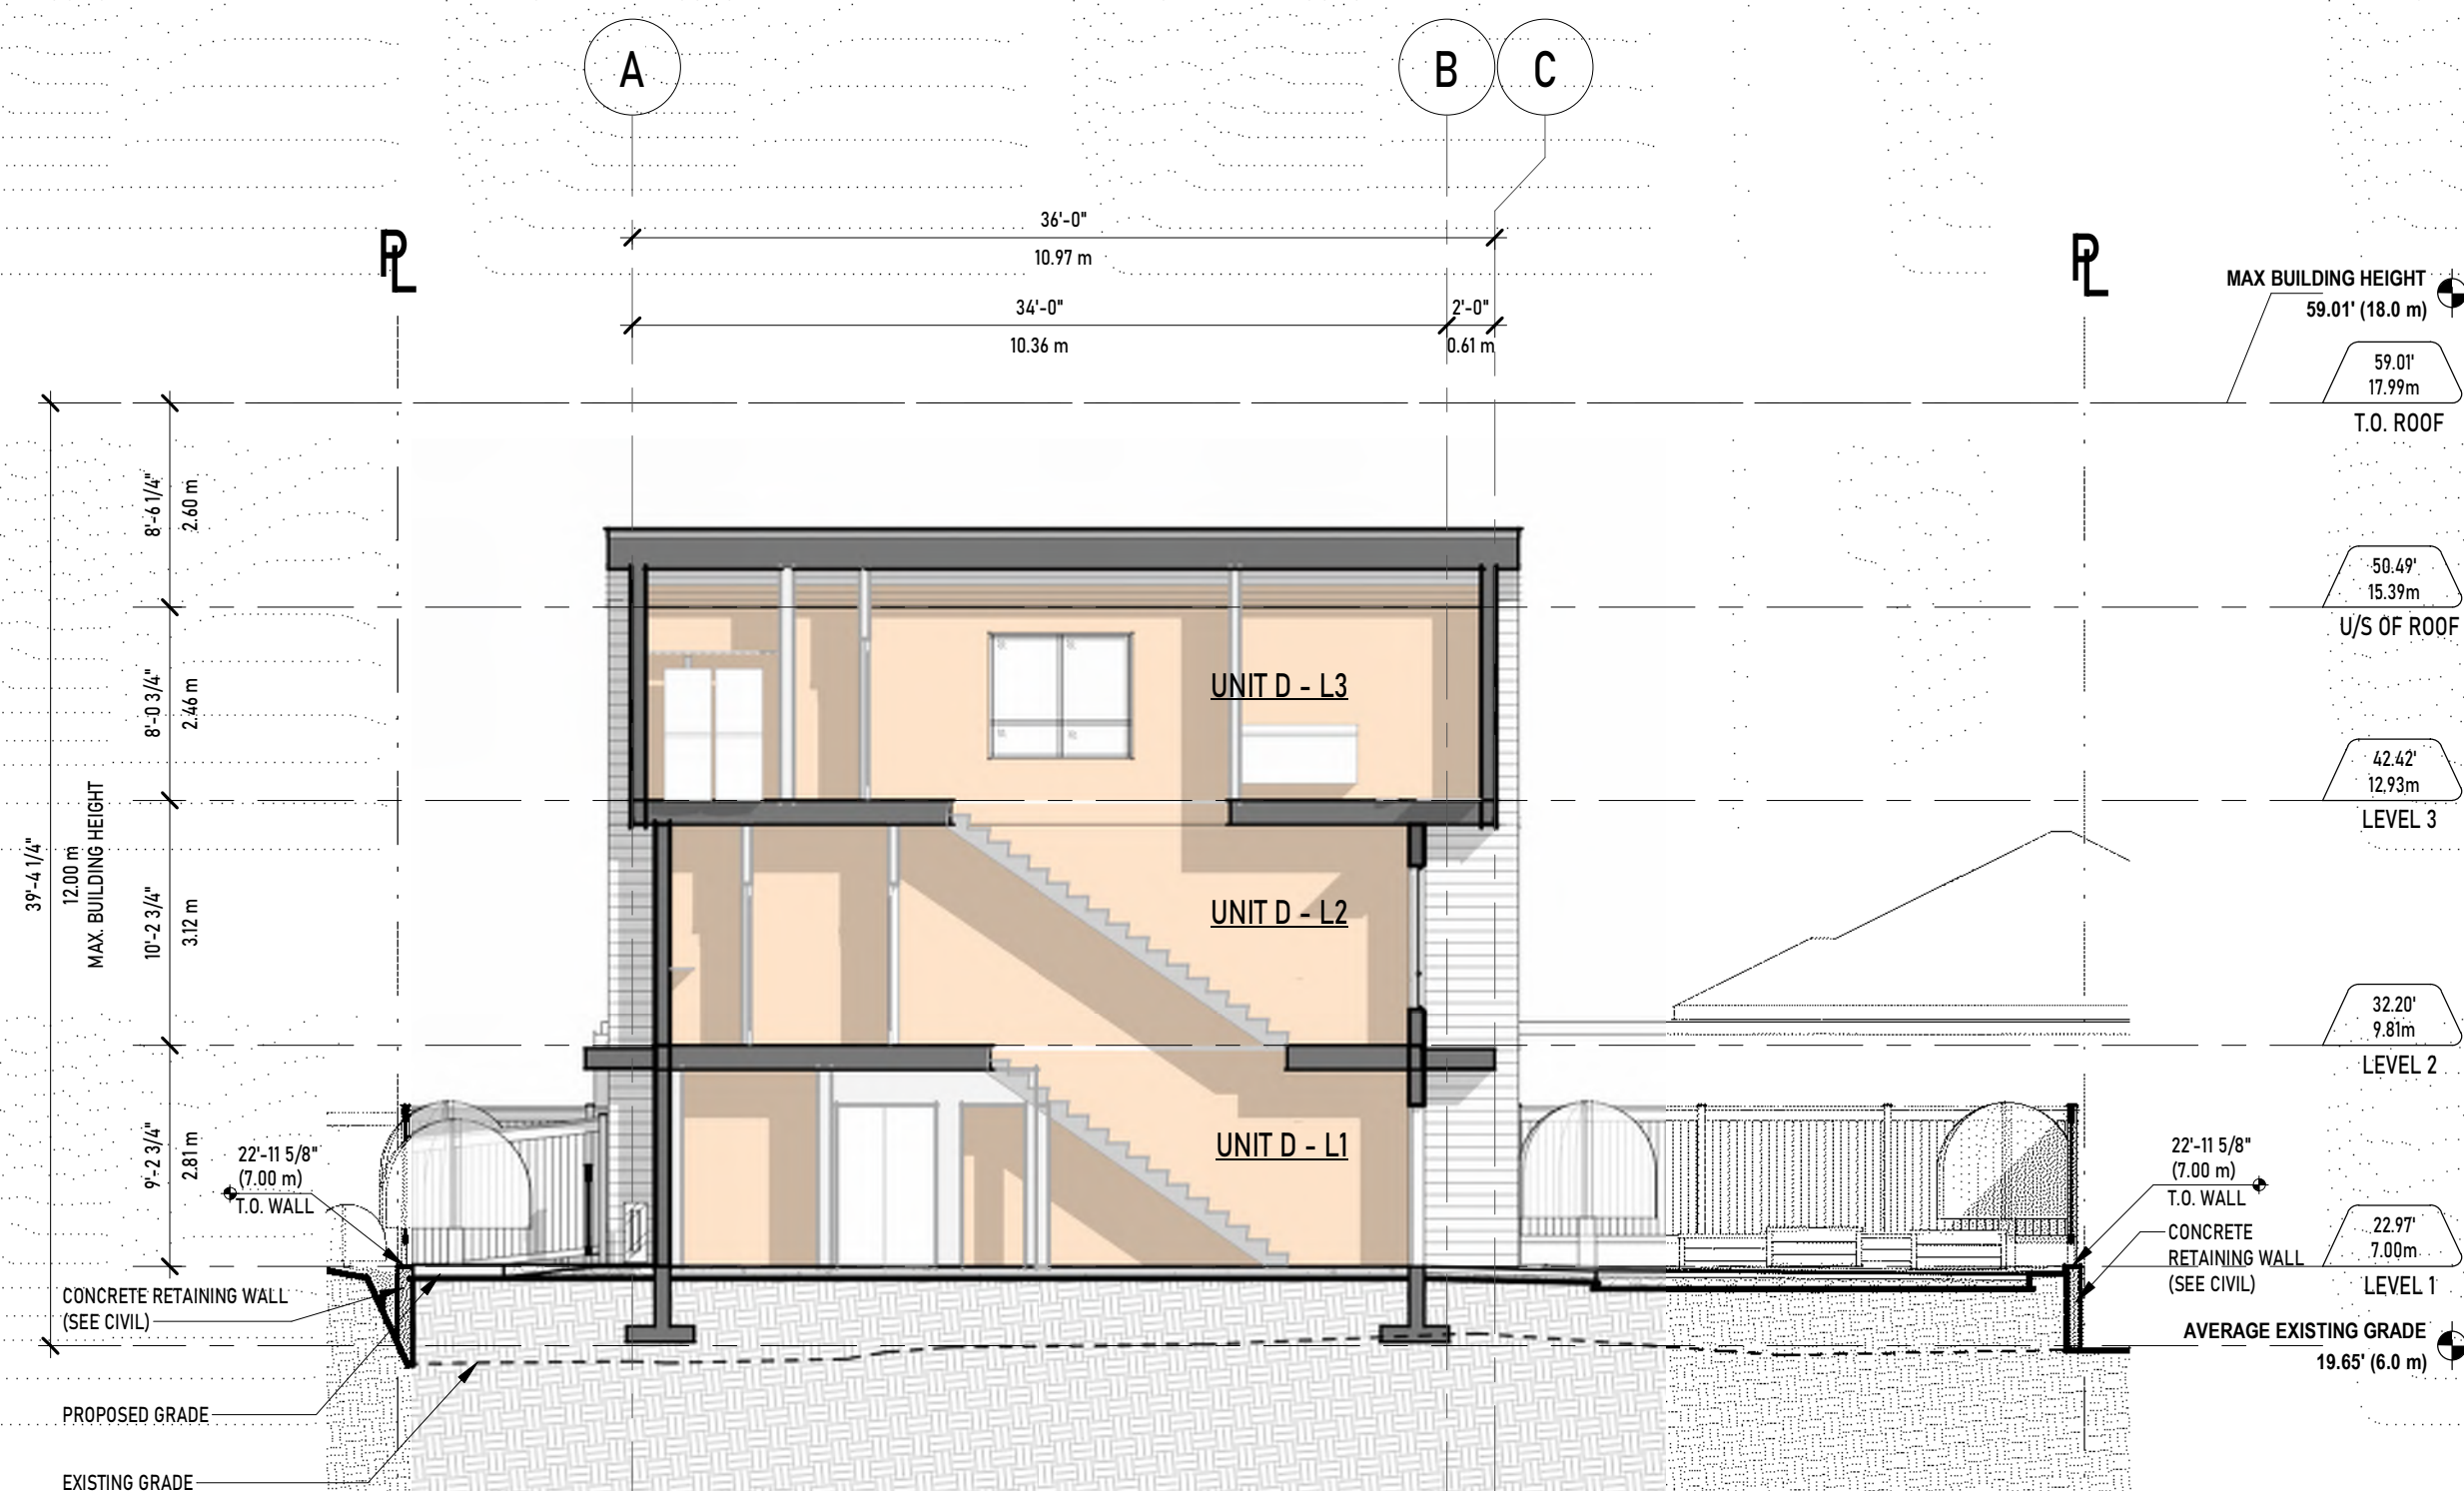 A
B
C
36'-0"
10.97 m
34'-0"
2'-0"
10.36 m
0.61 m
PL
PL
MAX BUILDING HEIGHT
59.01' (18.0 m)
59.01'
17.99m
T.O. ROOF
8'-6 1/4"
2.60 m
50.49'
15.39m
U/S OF ROOF
8'-0 3/4"
2.46 m
UNIT D - L3
42.42'
12.93m
LEVEL 3
39'-4 1/4"
12.00 m
MAX. BUILDING HEIGHT
10'-2 3/4"
3.12 m
UNIT D - L2
32.20'
9.81m
LEVEL 2
9'-2 3/4"
2.81 m
UNIT D - L1
22'-11 5/8"
(7.00 m)
T.O. WALL
22'-11 5/8"
(7.00 m)
T.O. WALL
CONCRETE
RETAINING WALL
(SEE CIVIL)
22.97'
7.00m
LEVEL 1
CONCRETE RETAINING WALL
(SEE CIVIL)
AVERAGE EXISTING GRADE
19.65' (6.0 m)
PROPOSED GRADE
EXISTING GRADE